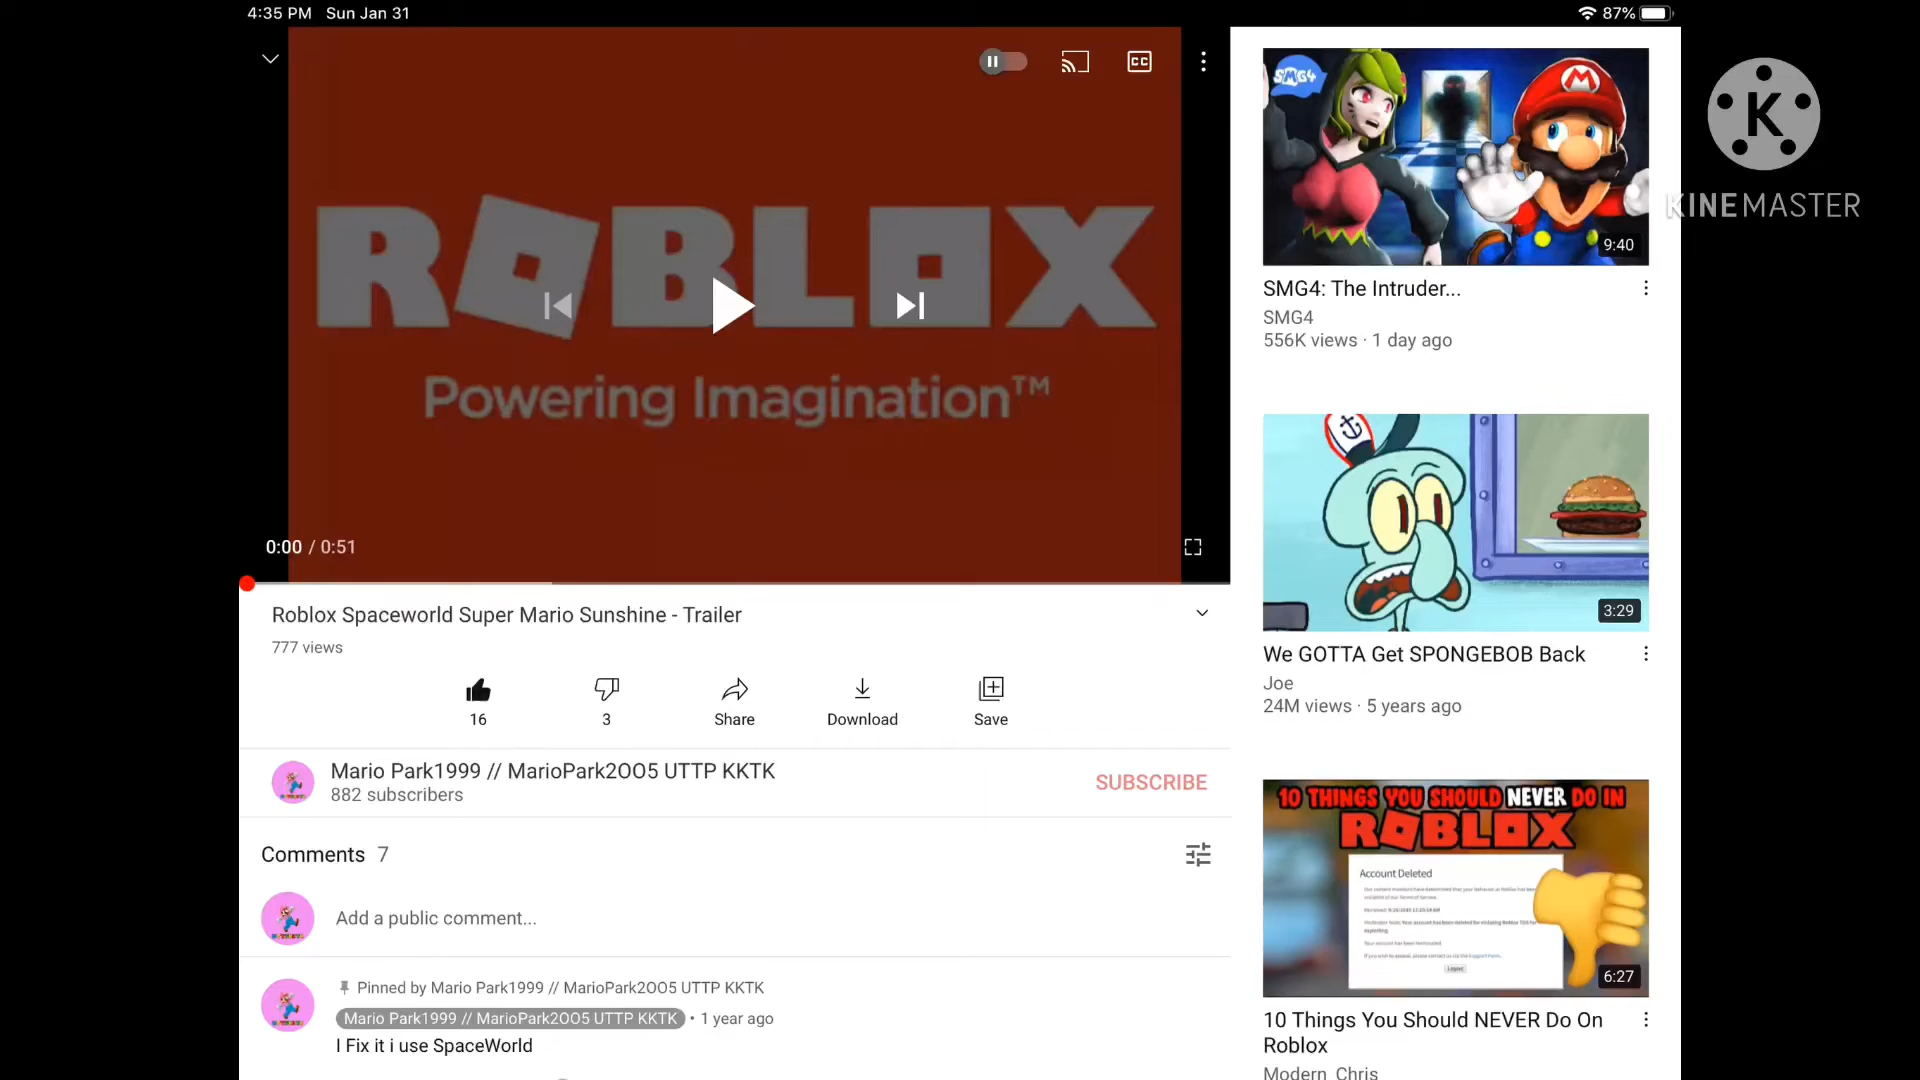 4:35 PM Sun Jan 31
87%
ROBLOX
Powering Imagination™
0:00 / 0:51
Roblox Spaceworld Super Mario Sunshine - Trailer
777 views
16
3
Share
Download
Save
Mario Park1999 // MarioPark2OO5 UTTP KKTK
882 subscribers
SUBSCRIBE
Comments 7
Add a public comment...
Pinned by Mario Park1999 // MarioPark2OO5 UTTP KKTK
Mario Park1999 // MarioPark2OO5 UTTP KKTK • 1 year ago
I Fix it i use SpaceWorld
SMG4
M
9:40
SMG4: The Intruder...
SMG4
556K views · 1 day ago
3:29
We GOTTA Get SPONGEBOB Back
Joe
24M views · 5 years ago
10 THINGS YOU SHOULD NEVER DO IN
ROBLOX
Account Deleted
6:27
10 Things You Should NEVER Do On
Roblox
Modern Chris
K
KINEMASTER
CC